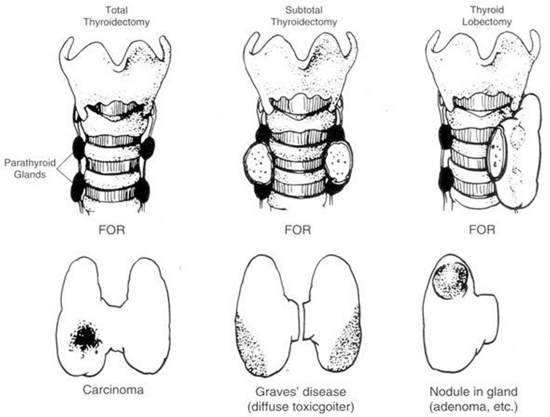 Total
Thyroidectomy
Subtotal
Thyroidectomy
Thyroid
Lobectomy
Parathyroid
Glands
FOR
FOR
FOR
Carcinoma
Graves' disease
(diffuse toxicgoiter)
Nodule in gland
(adenoma, etc.)